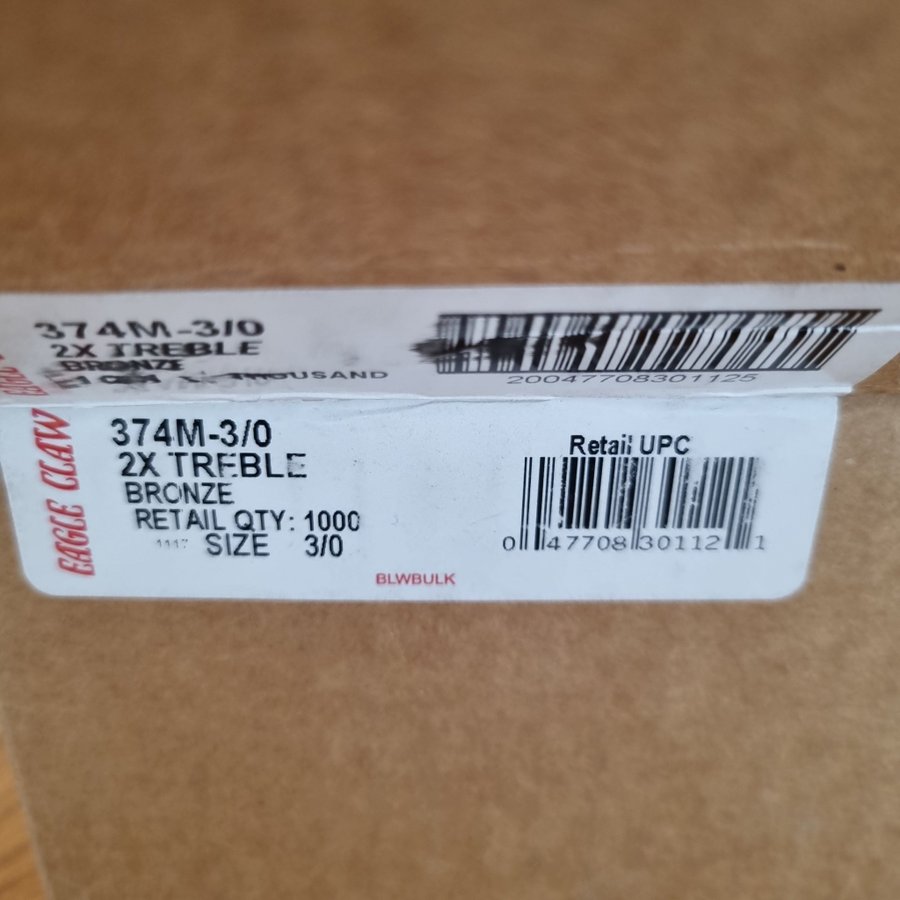 374M-3/0
2X TREBLE
BRONZE
THOUSAND
20047708301125
EAGLE CLAW
374M-3/0
2X TREBLE
BRONZE
RETAIL QTY: 1000
SIZE 3/0
BLWBULK
Retail UPC
0 47708 30112 1